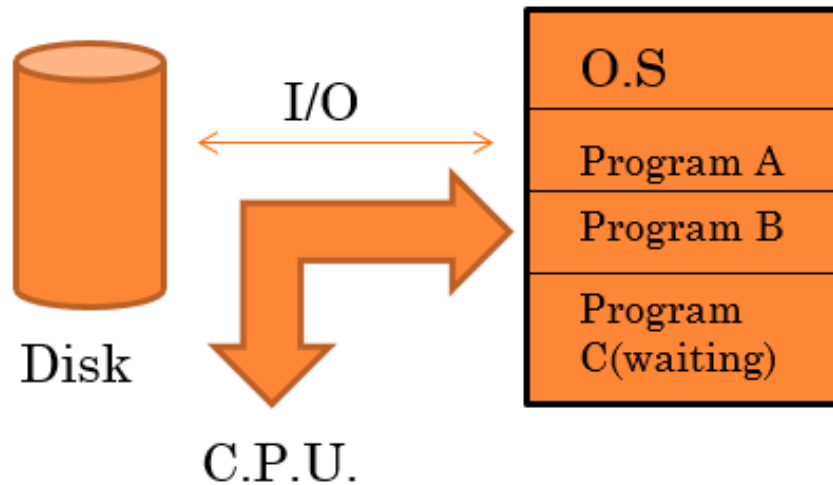 I/O
Disk
C.P.U.
O.S
Program A
Program B
Program
C(waiting)